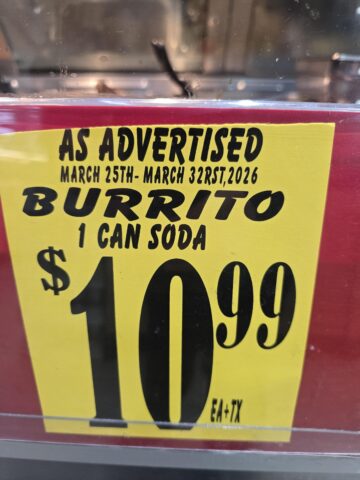 AS ADVERTISED
MARCH 25TH- MARCH 32RST,2026
BURRITO
1 CAN SODA
$10.99
EA+TX